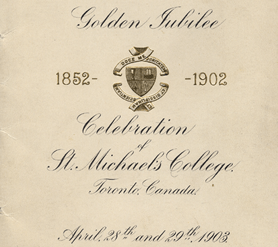 Golden Jubilee
1852- -1902
Celebration
of
St. Michael's College,
Toronto, Canada.
April, 28th and 29th, 1903.